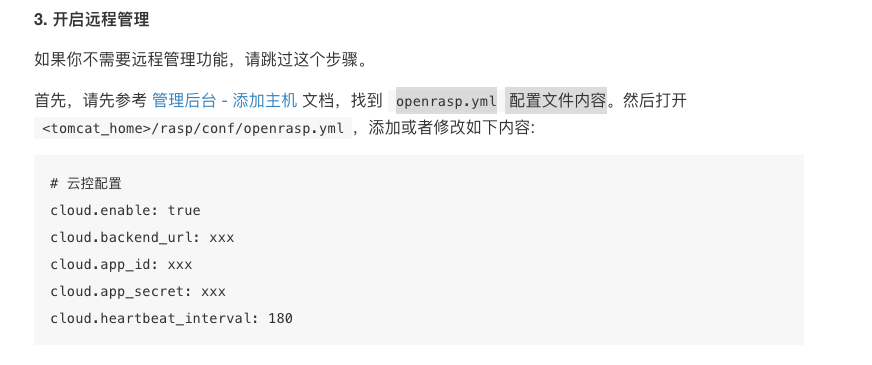 3. 开启远程管理
如果你不需要远程管理功能，请跳过这个步骤。
首先，请先参考 管理后台 - 添加主机 文档，找到 openrasp.yml 配置文件内容。然后打开
<tomcat_home>/rasp/conf/openrasp.yml ，添加或者修改如下内容:
# 云控配置
cloud.enable: true
cloud.backend_url: xxx
cloud.app_id: xxx
cloud.app_secret: xxx
cloud.heartbeat_interval: 180